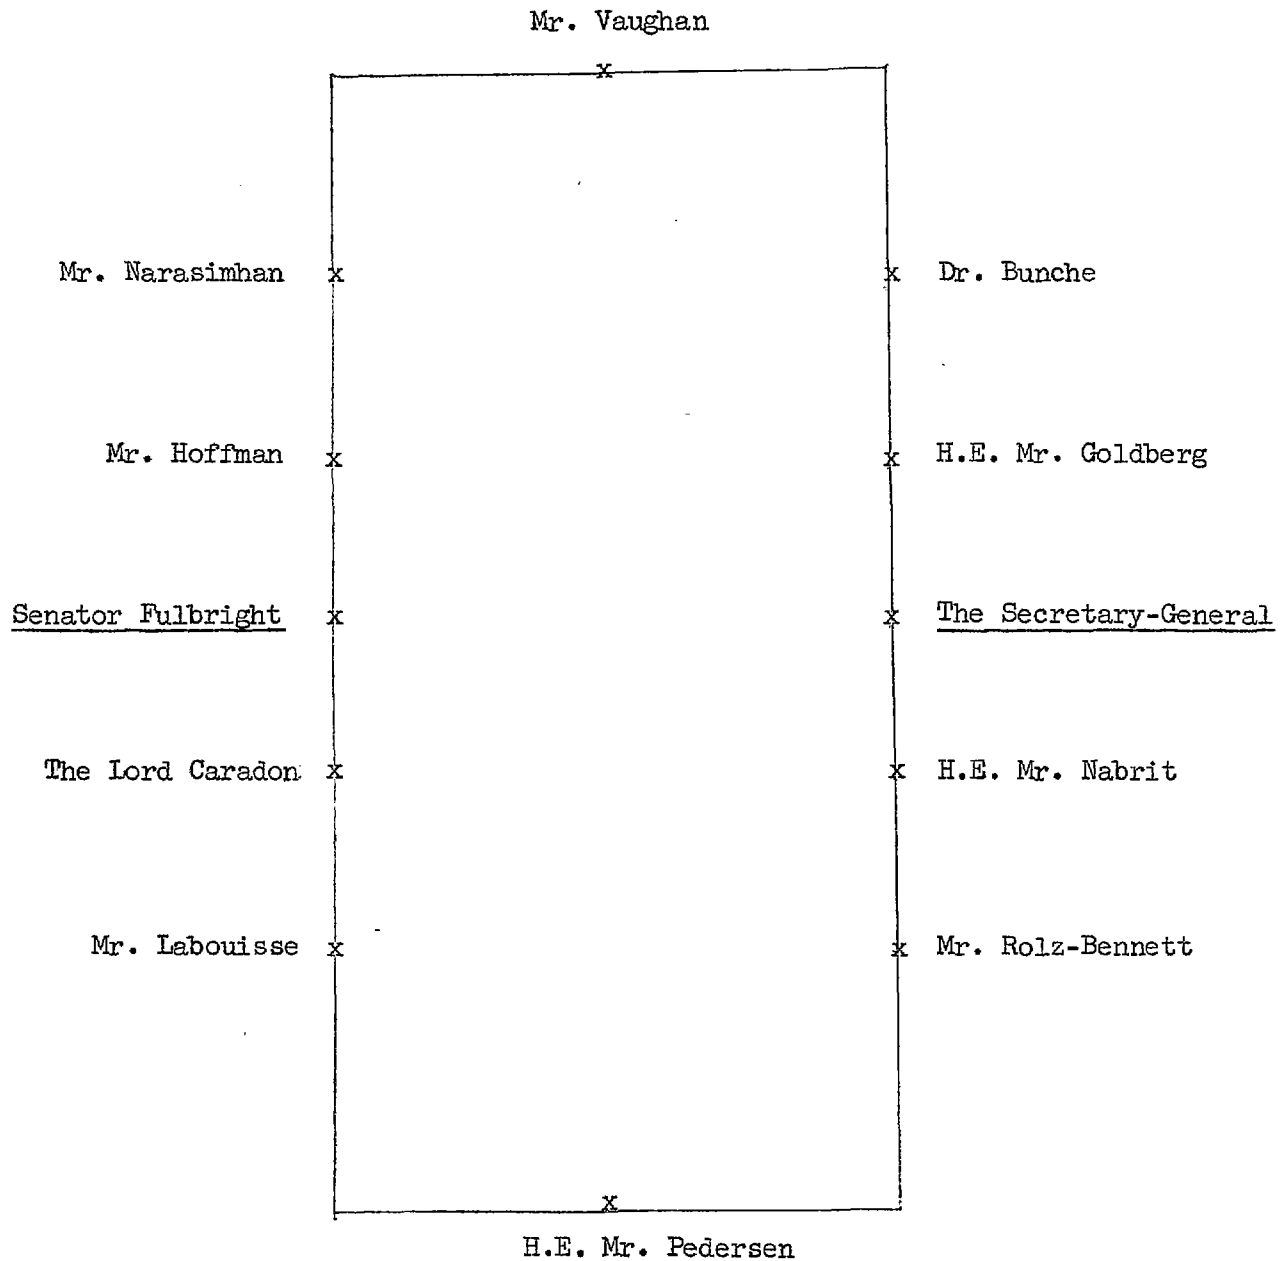 Mr. Vaughan
x
Mr. Narasimhan x x Dr. Bunche
Mr. Hoffman x x H.E. Mr. Goldberg
Senator Fulbright x x The Secretary-General
The Lord Caradon x x H.E. Mr. Nabrit
Mr. Labouisse x x Mr. Rolz-Bennett
x
H.E. Mr. Pedersen